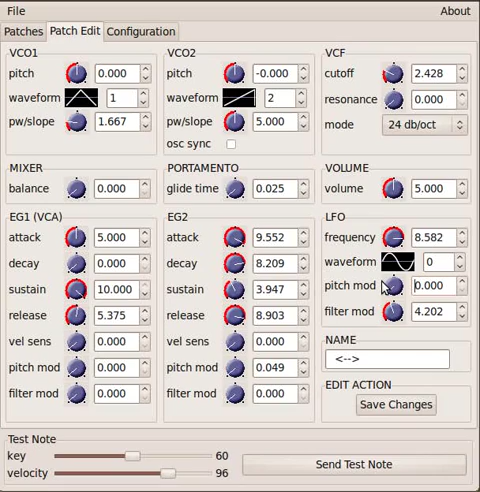 File About
Patches Patch Edit Configuration
VCO1
pitch 0.000
waveform 1
pw/slope 1.667
VCO2
pitch -0.000
waveform 2
pw/slope 5.000
osc sync
VCF
cutoff 2.428
resonance 0.000
mode 24 db/oct
MIXER
balance 0.000
PORTAMENTO
glide time 0.025
VOLUME
volume 5.000
EG1 (VCA)
attack 5.000
decay 0.000
sustain 10.000
release 5.375
vel sens 0.000
pitch mod 0.000
filter mod 0.000
EG2
attack 9.552
decay 8.209
sustain 3.947
release 8.903
vel sens 0.000
pitch mod 0.049
filter mod 0.000
LFO
frequency 8.582
waveform 0
pitch mod 0.000
filter mod 4.202
NAME
<-->
EDIT ACTION
Save Changes
Test Note
key 60
velocity 96
Send Test Note